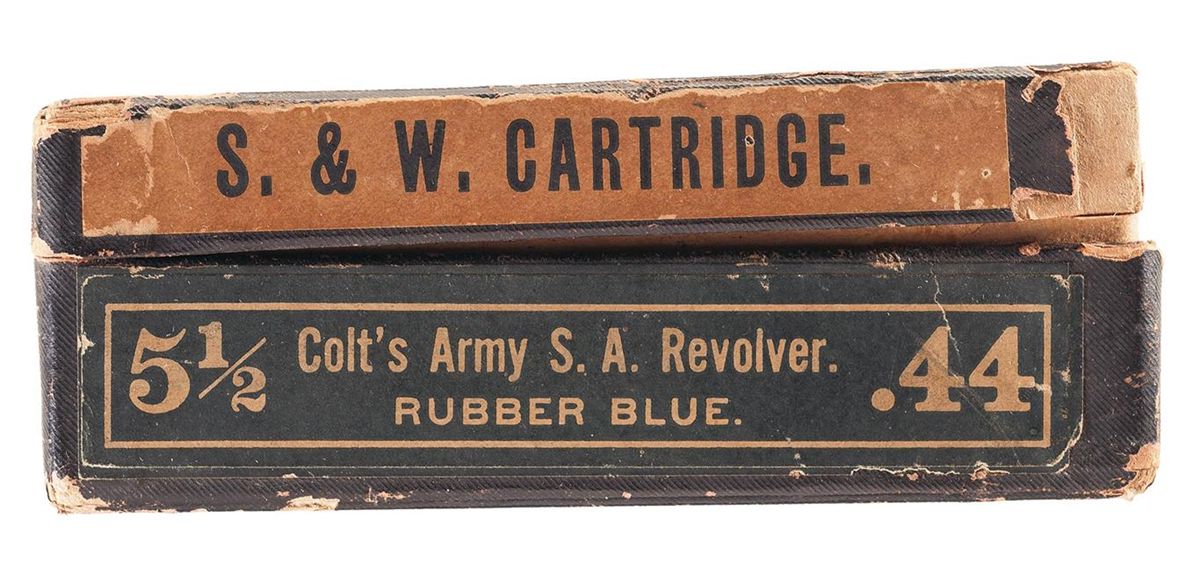 S. & W. CARTRIDGE.
5½ Colt's Army S. A. Revolver. .44
RUBBER BLUE.